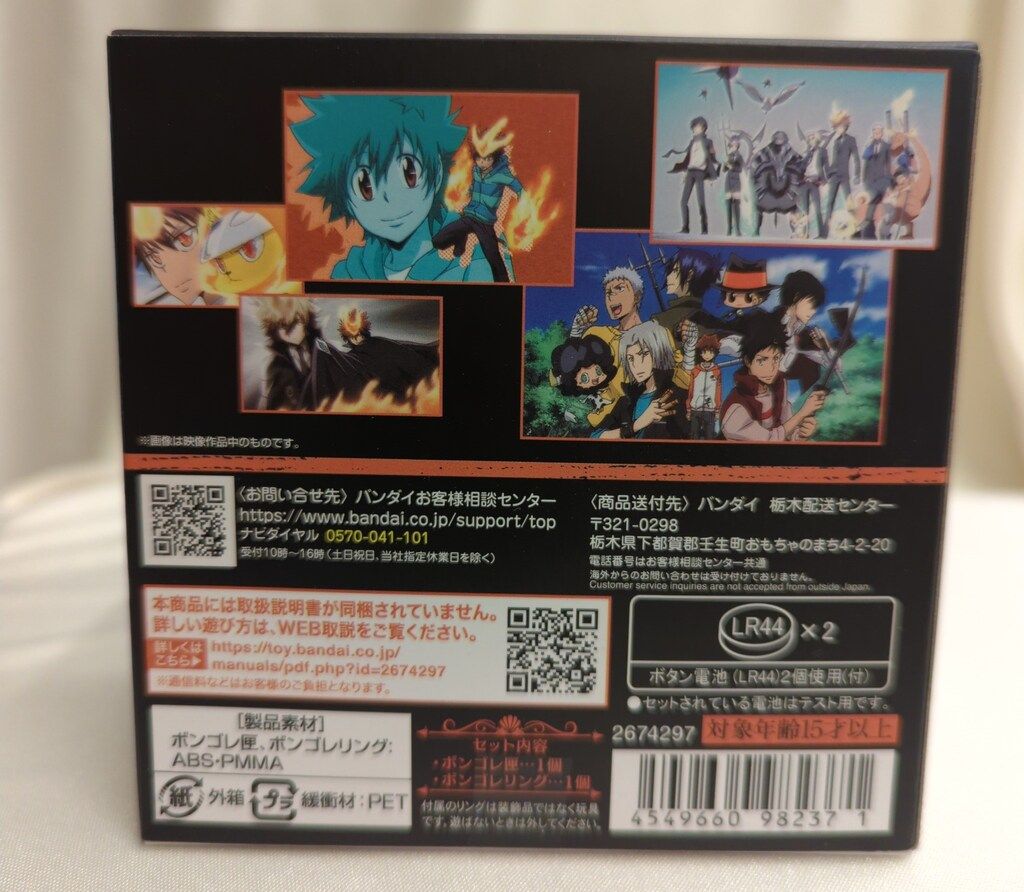 ※画像は映像作品中のものです。
〈お問い合せ先〉バンダイお客様相談センター
https://www.bandai.co.jp/support/top
ナビダイヤル 0570-041-101
受付10時～16時(土日祝日、当社指定休業日を除く)
〈商品送付先〉バンダイ 栃木配送センター
〒321-0298
栃木県下都賀郡壬生町おもちゃのまち4-2-20
電話番号はお客様相談センター共通
海外からのお問い合わせは受け付けておりません。
Customer service inquiries are not accepted from outside Japan.
本商品には取扱説明書が同梱されていません。
詳しい遊び方は、WEB取説をご覧ください。
詳しくは
こちら▶
https://toy.bandai.co.jp/
manuals/pdf.php?id=2674297
※通信料などはお客様のご負担となります。
LR44 ×2
ボタン電池(LR44)2個使用(付)
●セットされている電池はテスト用です。
2674297 対象年齢15才以上
[製品素材]
ボンゴレ匣、ボンゴレリング:
ABS・PMMA
紙 外箱 プラ 緩衝材:PET
セット内容
・ボンゴレ匣…1個
・ボンゴレリング…1個
付属のリングは装飾品ではなく玩具
です。遊ばないときは外してください。
4549660 98237 1